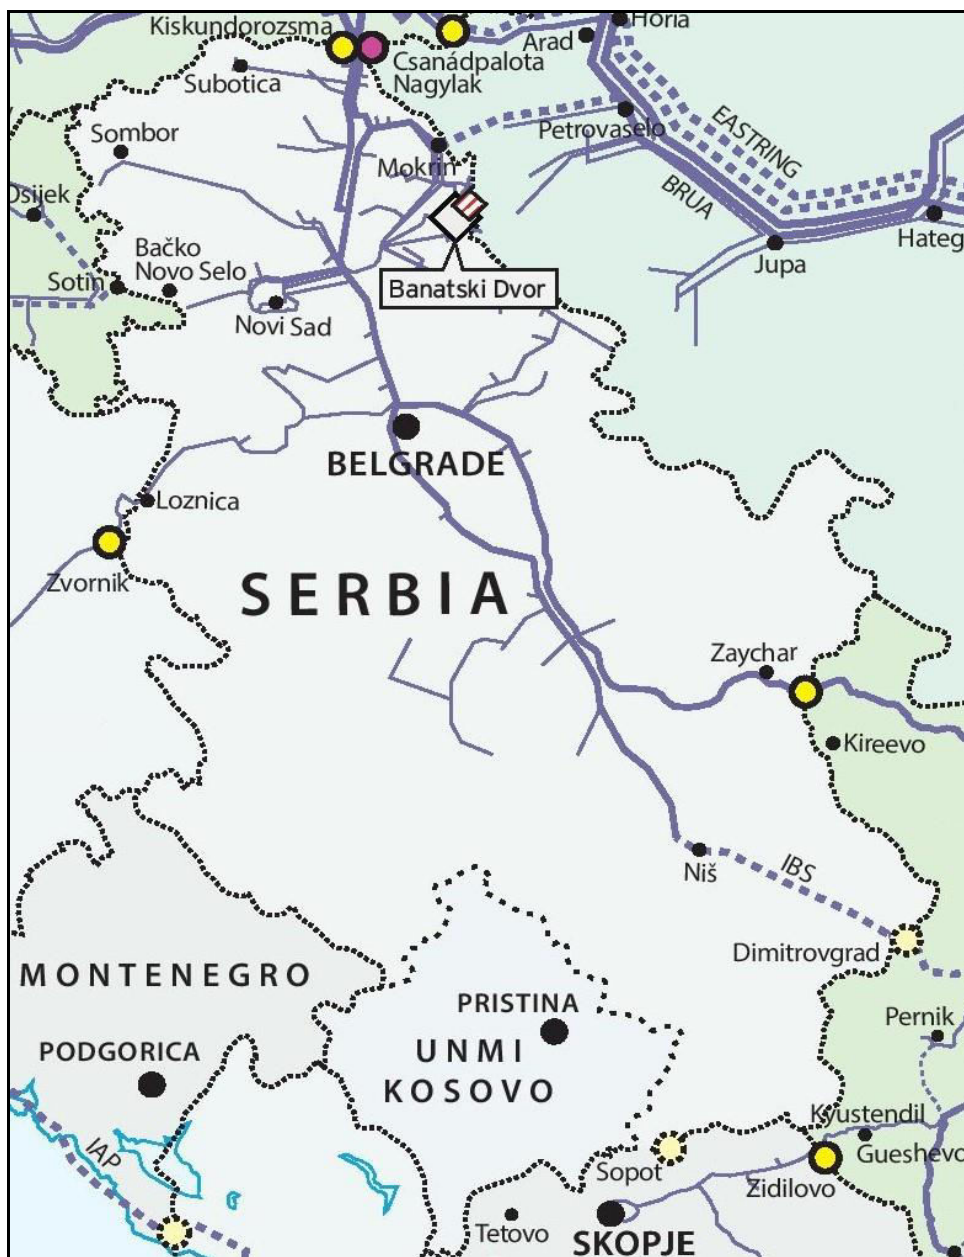 Kiskundorozsma
Horia
Arad
Csanádpalota
Nagylak
Subotica
EASTRING
Petrovaselo
Sombor
Mokrin
BRUA
Osijek
Hateg
Bačko
Novo Selo
Jupa
Sotin
Banatski Dvor
Novi Sad
BELGRADE
Loznica
Zvornik
SERBIA
Zaychar
Kireevo
Niš
IBS
Dimitrovgrad
MONTENEGRO
PRISTINA
Pernik
PODGORICA
UNMI
KOSOVO
Kyustendil
IAP
Gueshevo
Sopot
Zidilovo
Tetovo
SKOPJE